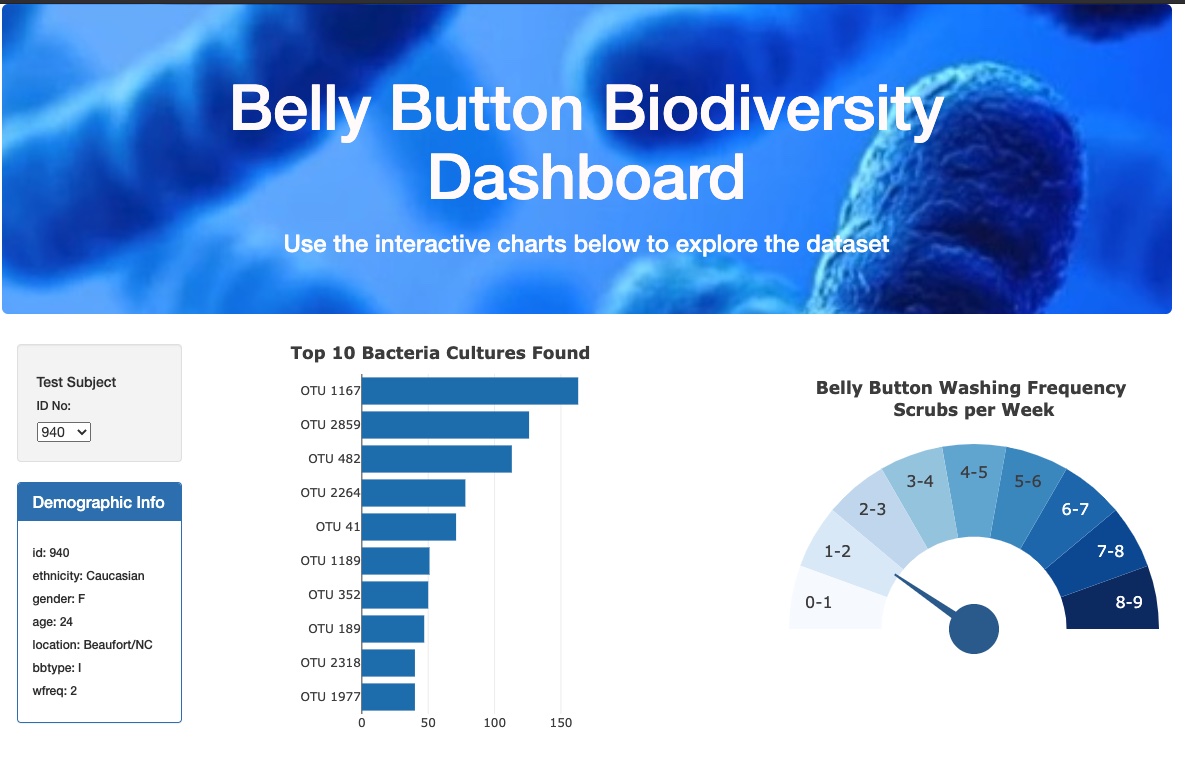 Belly Button Biodiversity
Dashboard
Use the interactive charts below to explore the dataset
Test Subject
ID No:
940
Demographic Info
id: 940
ethnicity: Caucasian
gender: F
age: 24
location: Beaufort/NC
bbtype: I
wfreq: 2
Top 10 Bacteria Cultures Found
OTU 1167
OTU 2859
OTU 482
OTU 2264
OTU 41
OTU 1189
OTU 352
OTU 189
OTU 2318
OTU 1977
0 50 100 150
Belly Button Washing Frequency
Scrubs per Week
0-1
1-2
2-3
3-4
4-5
5-6
6-7
7-8
8-9